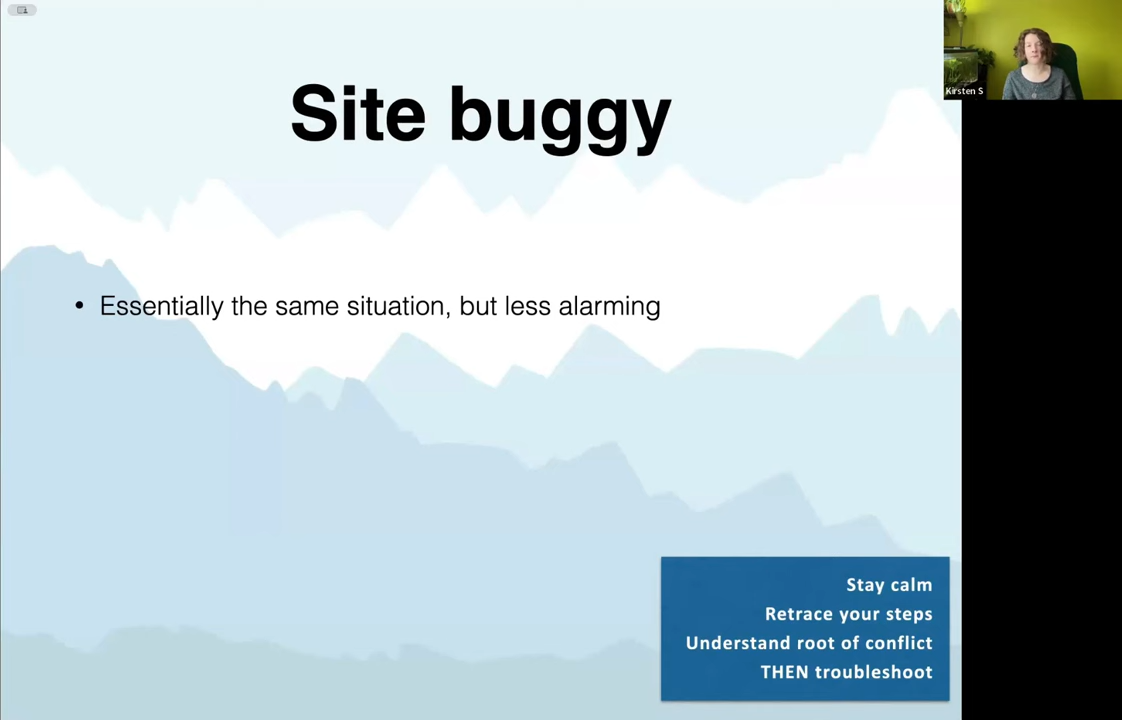 Site buggy
Kirsten S
• Essentially the same situation, but less alarming
Stay calm
Retrace your steps
Understand root of conflict
THEN troubleshoot